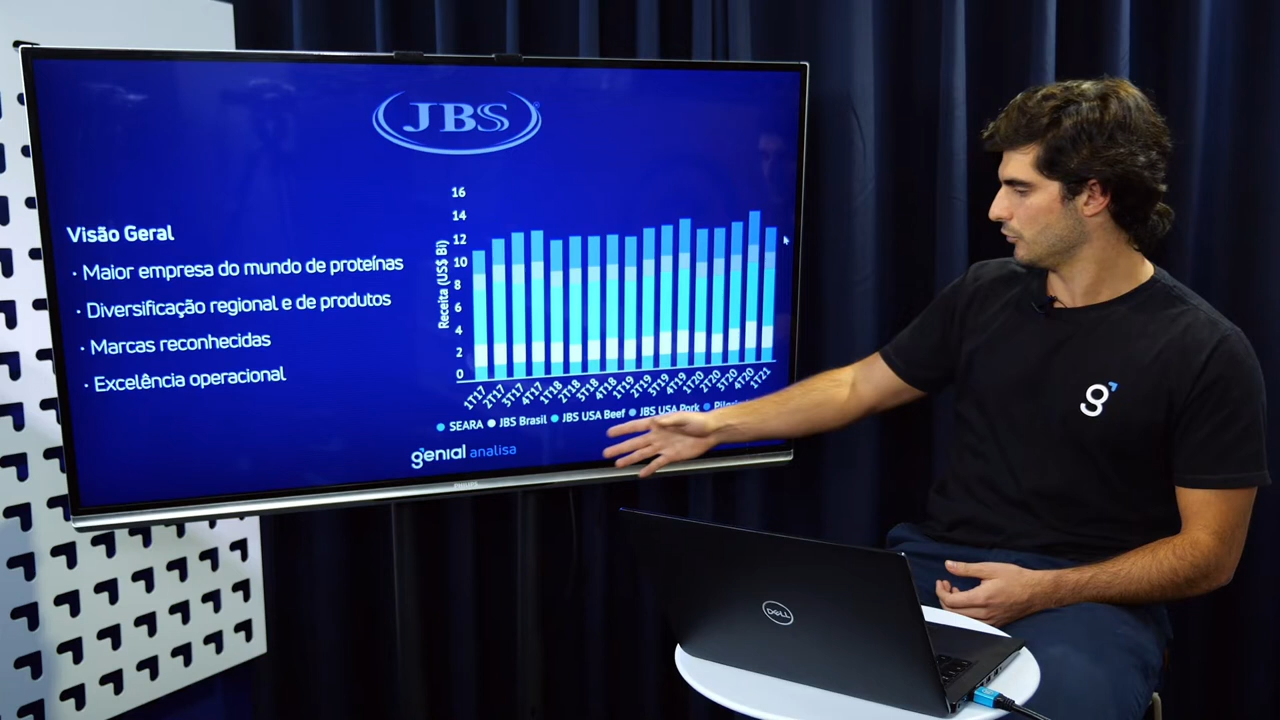 JBS
Visão Geral
· Maior empresa do mundo de proteínas
· Diversificação regional e de produtos
· Marcas reconhecidas
· Excelência operacional
Receita (US$ Bi)
16
14
12
10
8
6
4
2
0
1T17 2T17 3T17 4T17 1T18 2T18 3T18 4T18 1T19 2T19 3T19 4T19 1T20 2T20 3T20 4T20 1T21
SEARA JBS Brasil JBS USA Beef JBS USA Pork
genial analisa
PHILIPS
g
DELL